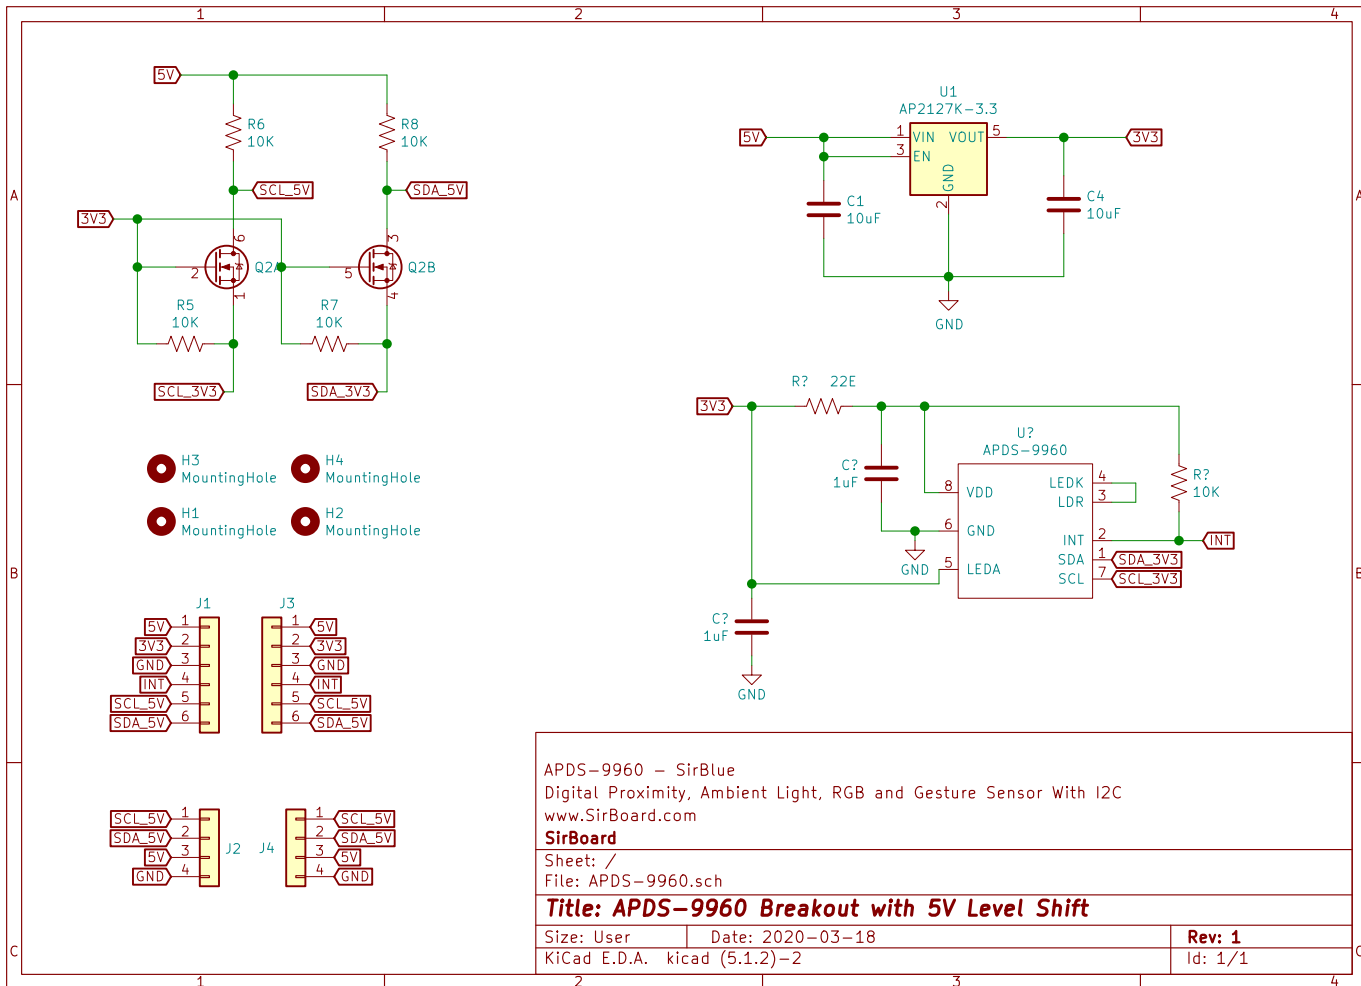 1 2 3 4
A A
B B
C C
1 2 3 4
5V
R6
10K
R8
10K
SCL_5V
SDA_5V
3V3
6
2
Q2A
1
3
5
Q2B
4
R5
10K
R7
10K
SCL_3V3
SDA_3V3
U1
AP2127K-3.3
5V
1 VIN VOUT 5
3V3
3 EN
GND
2
C1
10uF
C4
10uF
GND
H3
MountingHole
H4
MountingHole
H1
MountingHole
H2
MountingHole
3V3
R? 22E
U?
APDS-9960
C?
1uF
8 VDD
6 GND
5 LEDA
LEDK 4
LDR 3
INT 2
SDA 1
SCL 7
R?
10K
INT
SDA_3V3
SCL_3V3
GND
C?
1uF
GND
J1
5V 1
3V3 2
GND 3
INT 4
SCL_5V 5
SDA_5V 6
J3
1 5V
2 3V3
3 GND
4 INT
5 SCL_5V
6 SDA_5V
J2
SCL_5V 1
SDA_5V 2
5V 3
GND 4
J4
1 SCL_5V
2 SDA_5V
3 5V
4 GND
APDS-9960 - SirBlue
Digital Proximity, Ambient Light, RGB and Gesture Sensor With I2C
www.SirBoard.com
SirBoard
Sheet: /
File: APDS-9960.sch
Title: APDS-9960 Breakout with 5V Level Shift
Size: User Date: 2020-03-18 Rev: 1
KiCad E.D.A. kicad (5.1.2)-2 Id: 1/1